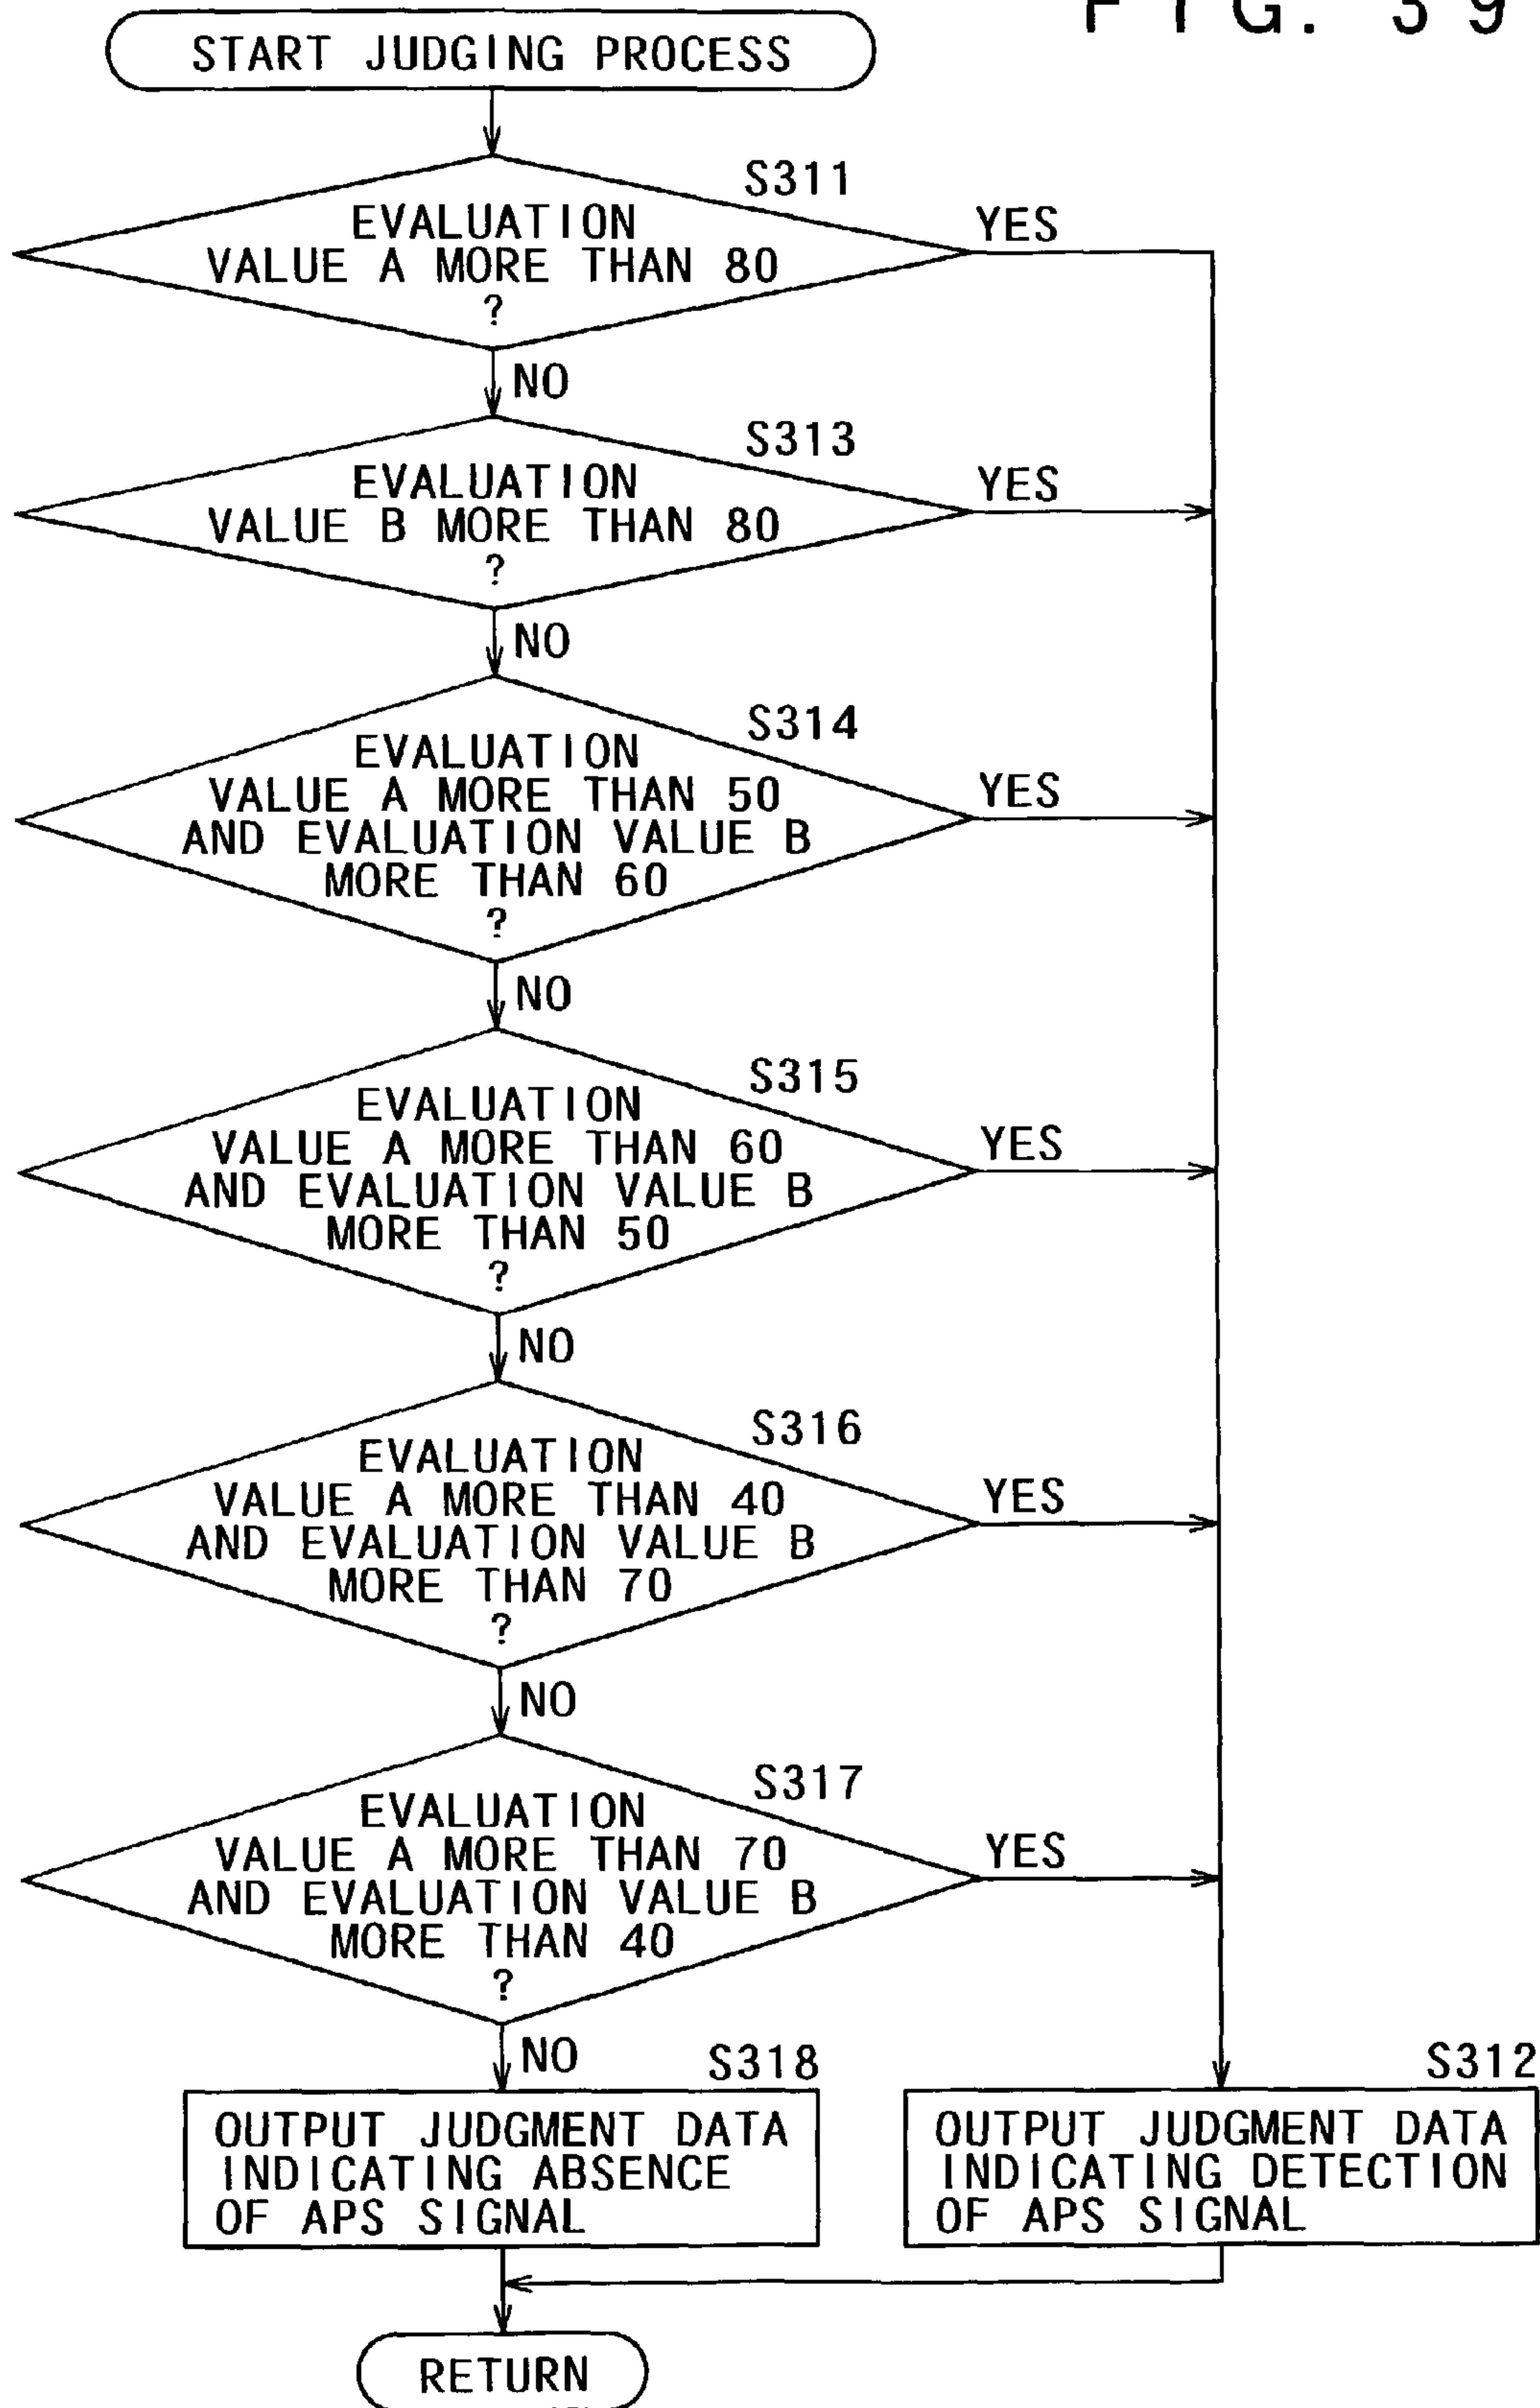 FIG. 39
START JUDGING PROCESS
S311
EVALUATION
VALUE A MORE THAN 80
?
YES
NO
S313
EVALUATION
VALUE B MORE THAN 80
?
YES
NO
S314
EVALUATION
VALUE A MORE THAN 50
AND EVALUATION VALUE B
MORE THAN 60
?
YES
NO
S315
EVALUATION
VALUE A MORE THAN 60
AND EVALUATION VALUE B
MORE THAN 50
?
YES
NO
S316
EVALUATION
VALUE A MORE THAN 40
AND EVALUATION VALUE B
MORE THAN 70
?
YES
NO
S317
EVALUATION
VALUE A MORE THAN 70
AND EVALUATION VALUE B
MORE THAN 40
?
YES
NO
S318
OUTPUT JUDGMENT DATA
INDICATING ABSENCE
OF APS SIGNAL
S312
OUTPUT JUDGMENT DATA
INDICATING DETECTION
OF APS SIGNAL
RETURN